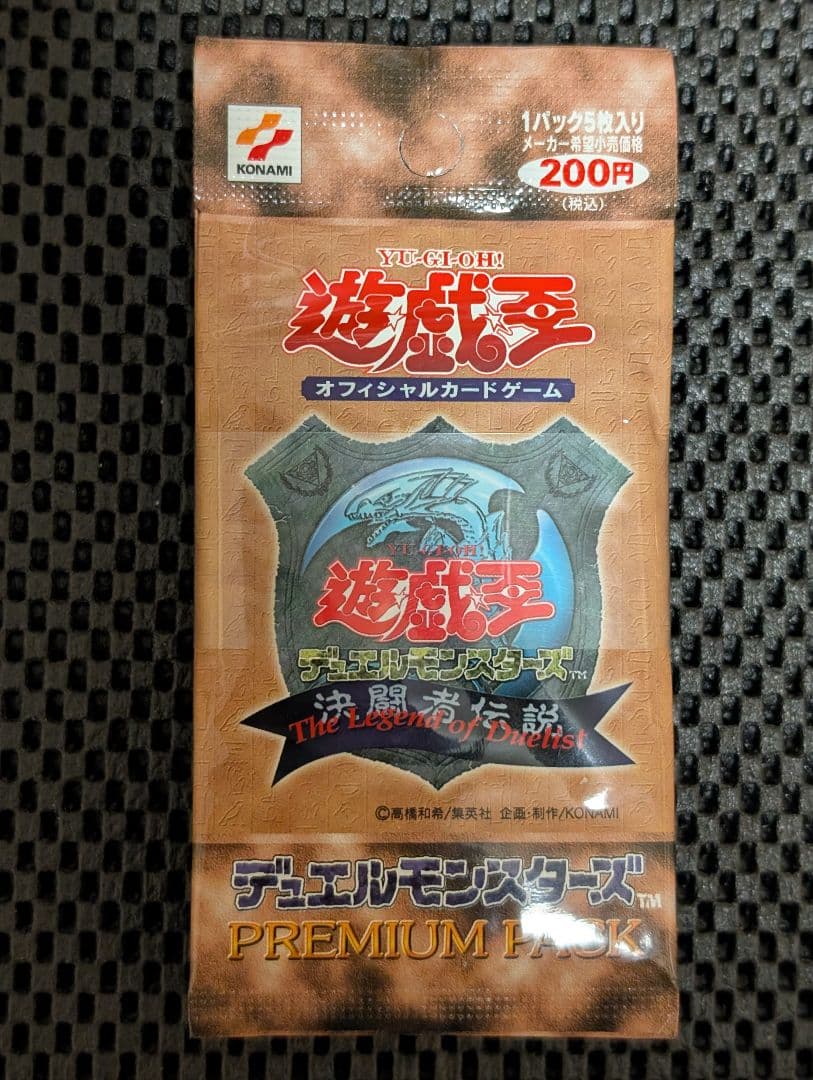 KONAMI
1パック5枚入り
メーカー希望小売価格
200円
(税込)
YU-GI-OH!
遊戯王
オフィシャルカードゲーム
YU-GI-OH!
遊戯王
デュエルモンスターズ™
決闘者伝説
The Legend of Duelist
©高橋和希/集英社 企画・制作/KONAMI
デュエルモンスターズ™
PREMIUM PACK